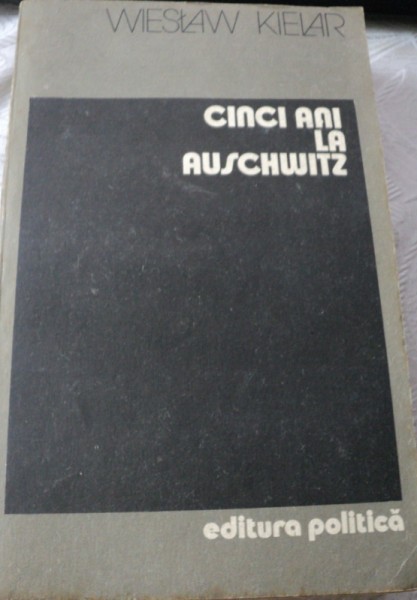 WIESŁAW KIELAR
CINCI ANI
LA
AUSCHWITZ
editura politică